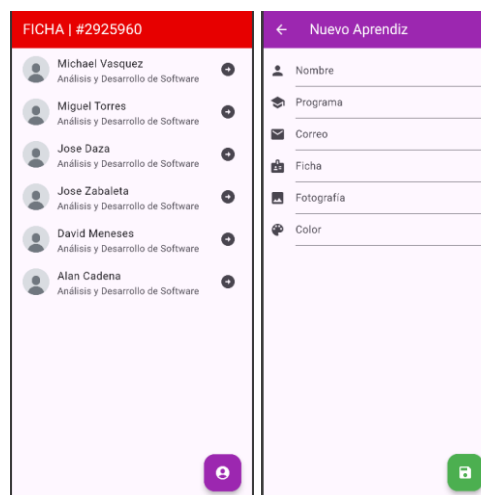 FICHA | #2925960
Michael Vasquez
Análisis y Desarrollo de Software
Miguel Torres
Análisis y Desarrollo de Software
Jose Daza
Análisis y Desarrollo de Software
Jose Zabaleta
Análisis y Desarrollo de Software
David Meneses
Análisis y Desarrollo de Software
Alan Cadena
Análisis y Desarrollo de Software
Nuevo Aprendiz
Nombre
Programa
Correo
Ficha
Fotografía
Color